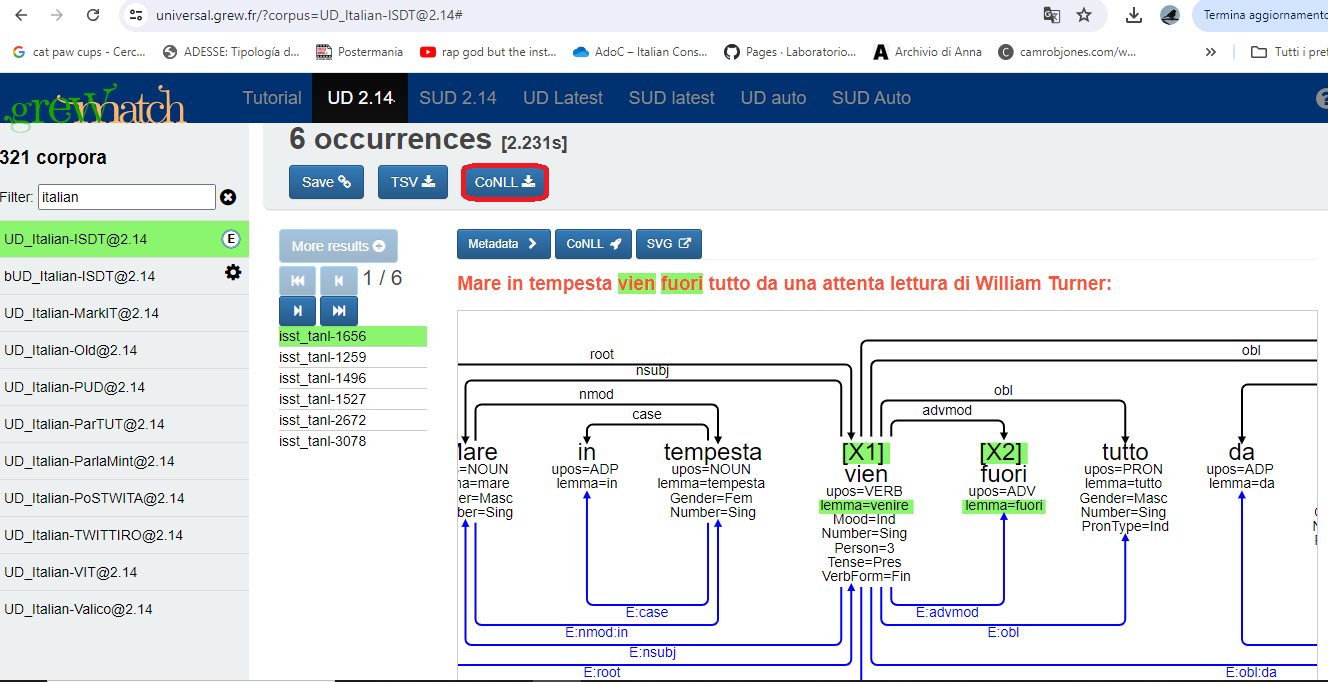 universal.grew.fr/?corpus=UD_Italian-ISDT@2.14#
Termina aggiornamento
cat paw cups - Cerc...
ADESSE: Tipología d...
Postermania
rap god but the inst...
AdoC – Italian Cons...
Pages · Laboratorio...
Archivio di Anna
camrobjones.com/w...
»
Tutti i pref
grewmatch
Tutorial
UD 2.14
SUD 2.14
UD Latest
SUD latest
UD auto
SUD Auto
321 corpora
Filter: italian
UD_Italian-ISDT@2.14 E
bUD_Italian-ISDT@2.14
UD_Italian-MarkIT@2.14
UD_Italian-Old@2.14
UD_Italian-PUD@2.14
UD_Italian-ParTUT@2.14
UD_Italian-ParlaMint@2.14
UD_Italian-PoSTWITA@2.14
UD_Italian-TWITTIRO@2.14
UD_Italian-VIT@2.14
UD_Italian-Valico@2.14
6 occurrences [2.231s]
Save
TSV
CoNLL
More results
1 / 6
isst_tanl-1656
isst_tanl-1259
isst_tanl-1496
isst_tanl-1527
isst_tanl-2672
isst_tanl-3078
Metadata
CoNLL
SVG
Mare in tempesta vien fuori tutto da una attenta lettura di William Turner:
root
obl
nsubj
nmod
obl
case
advmod
Mare
=NOUN
ma=mare
er=Masc
ber=Sing
in
upos=ADP
lemma=in
tempesta
upos=NOUN
lemma=tempesta
Gender=Fem
Number=Sing
[X1]
vien
upos=VERB
lemma=venire
Mood=Ind
Number=Sing
Person=3
Tense=Pres
VerbForm=Fin
[X2]
fuori
upos=ADV
lemma=fuori
tutto
upos=PRON
lemma=tutto
Gender=Masc
Number=Sing
PronType=Ind
da
upos=ADP
lemma=da
E:case
E:advmod
E:nmod:in
E:obl
E:nsubj
E:root
E:obl:da